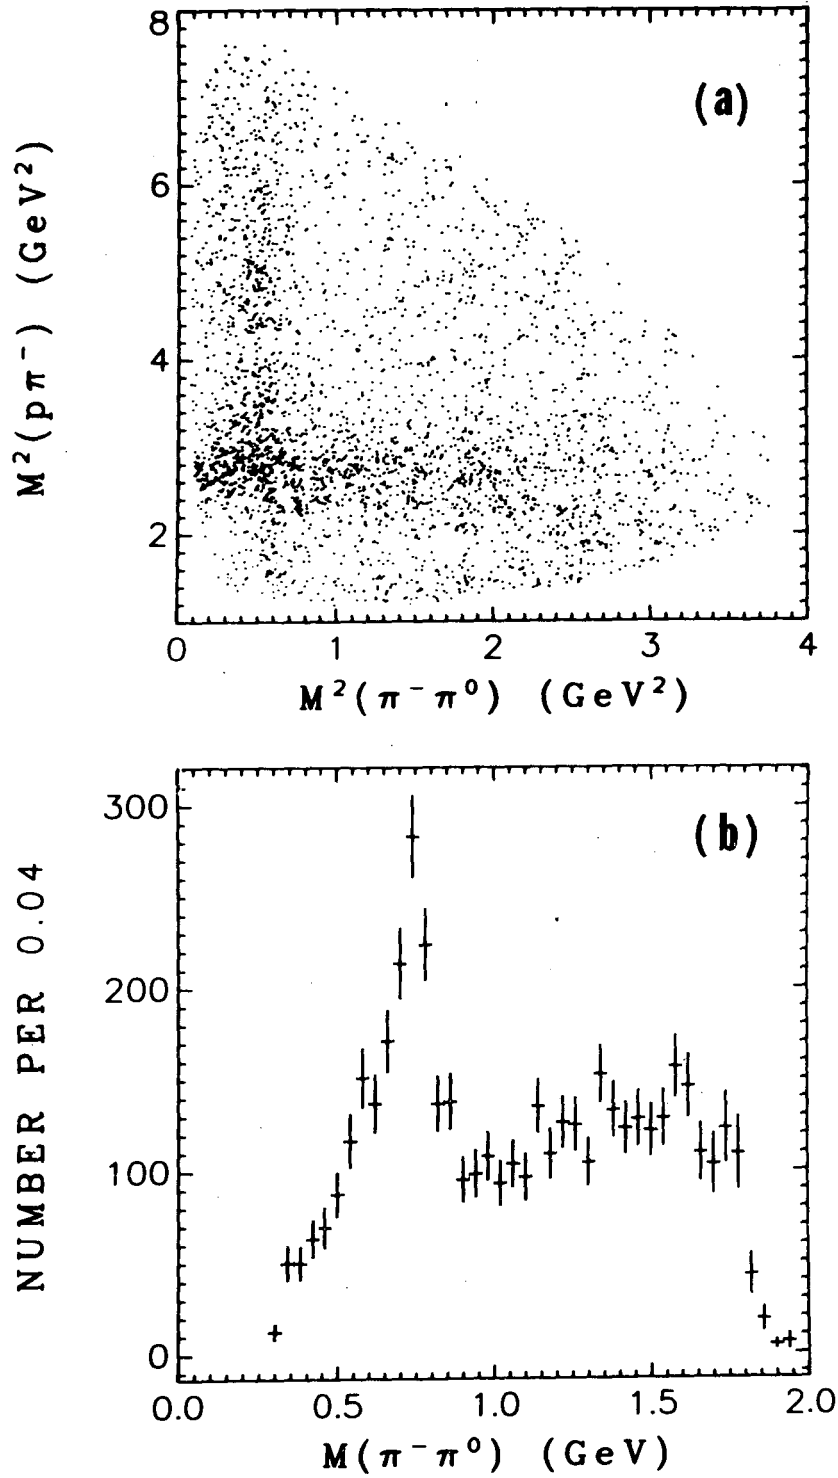 8
(a)
6
4
2
M²(pπ⁻) (GeV²)
0 1 2 3 4
M²(π⁻π⁰) (GeV²)
300
(b)
200
100
0
NUMBER PER 0.04
0.0 0.5 1.0 1.5 2.0
M(π⁻π⁰) (GeV)